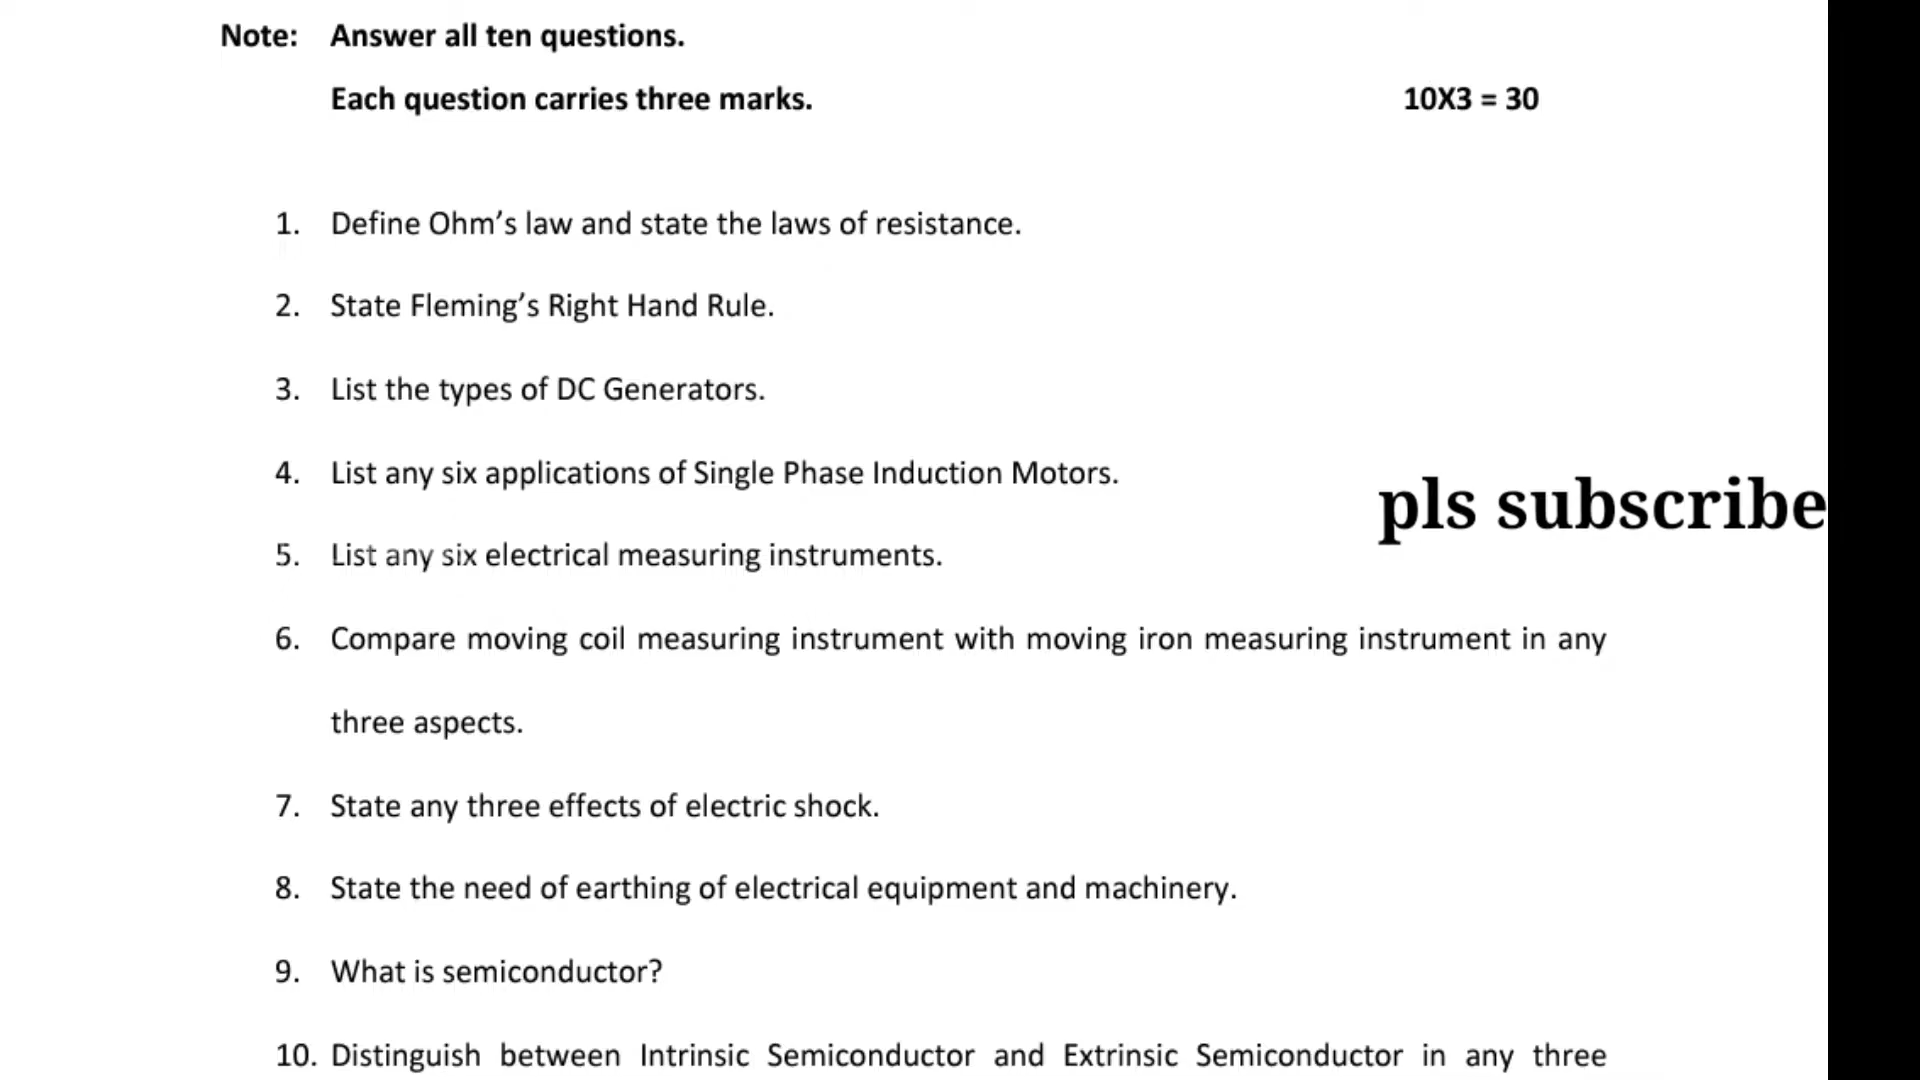 Note: Answer all ten questions.
Each question carries three marks. 10X3 = 30
1. Define Ohm’s law and state the laws of resistance.
2. State Fleming’s Right Hand Rule.
3. List the types of DC Generators.
4. List any six applications of Single Phase Induction Motors.
pls subscribe
5. List any six electrical measuring instruments.
6. Compare moving coil measuring instrument with moving iron measuring instrument in any
three aspects.
7. State any three effects of electric shock.
8. State the need of earthing of electrical equipment and machinery.
9. What is semiconductor?
10. Distinguish between Intrinsic Semiconductor and Extrinsic Semiconductor in any three